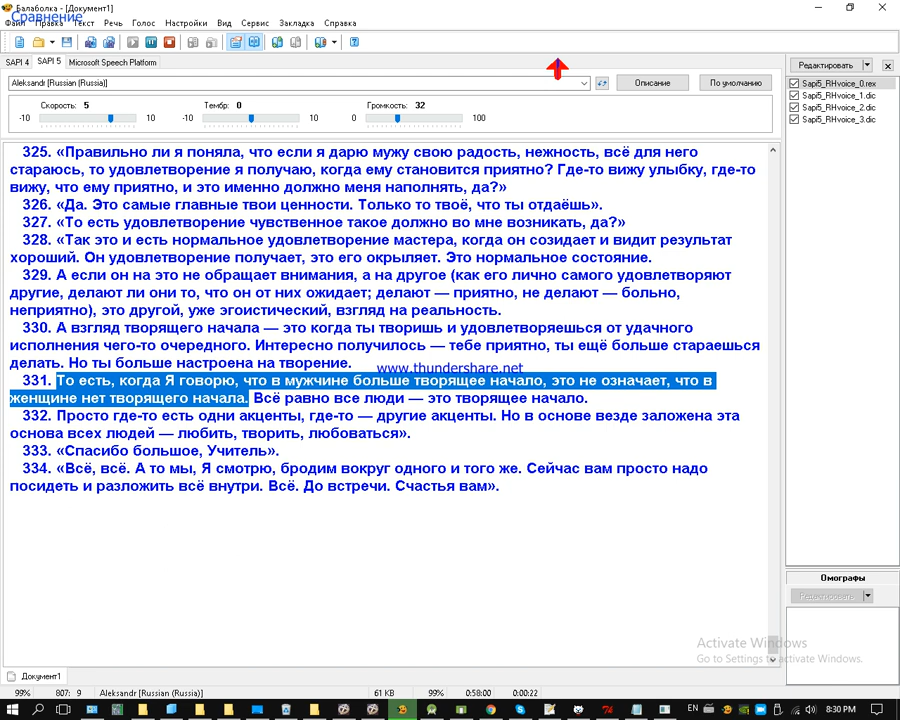 Балаболка - [Документ1]
Сравнение
Файл Правка Текст Речь Голос Настройки Вид Сервис Закладка Справка
SAPI 4 SAPI 5 Microsoft Speech Platform
Aleksandr [Russian (Russia)]
Описание По умолчанию
Скорость: 5 Тембр: 0 Громкость: 32
-10 10 -10 10 0 100
325. «Правильно ли я поняла, что если я дарю мужу свою радость, нежность, всё для него
стараюсь, то удовлетворение я получаю, когда ему становится приятно? Где-то вижу улыбку, где-то
вижу, что ему приятно, и это именно должно меня наполнять, да?»
326. «Да. Это самые главные твои ценности. Только то твоё, что ты отдаёшь».
327. «То есть удовлетворение чувственное такое должно во мне возникать, да?»
328. «Так это и есть нормальное удовлетворение мастера, когда он созидает и видит результат
хороший. Он удовлетворение получает, это его окрыляет. Это нормальное состояние.
329. А если он на это не обращает внимания, а на другое (как его лично самого удовлетворяют
другие, делают ли они то, что он от них ожидает; делают — приятно, не делают — больно,
неприятно), это другой, уже эгоистический, взгляд на реальность.
330. А взгляд творящего начала — это когда ты творишь и удовлетворяешься от удачного
исполнения чего-то очередного. Интересно получилось — тебе приятно, ты ещё больше стараешься
делать. Но ты больше настроена на творение.
www.thundershare.net
331. То есть, когда Я говорю, что в мужчине больше творящее начало, это не означает, что в
женщине нет творящего начала. Всё равно все люди — это творящее начало.
332. Просто где-то есть одни акценты, где-то — другие акценты. Но в основе везде заложена эта
основа всех людей — любить, творить, любоваться».
333. «Спасибо большое, Учитель».
334. «Всё, всё. А то мы, Я смотрю, бродим вокруг одного и того же. Сейчас вам просто надо
посидеть и разложить всё внутри. Всё. До встречи. Счастья вам».
Редактировать
Sapi5_RHvoice_0.rex
Sapi5_RHvoice_1.dic
Sapi5_RHvoice_2.dic
Sapi5_RHvoice_3.dic
Омографы
Редактировать
Activate Windows
Go to Settings to activate Windows.
Документ1
99% 807: 9 Aleksandr [Russian (Russia)] 61 KB 99% 0:58:00 0:00:22
EN 8:30 PM